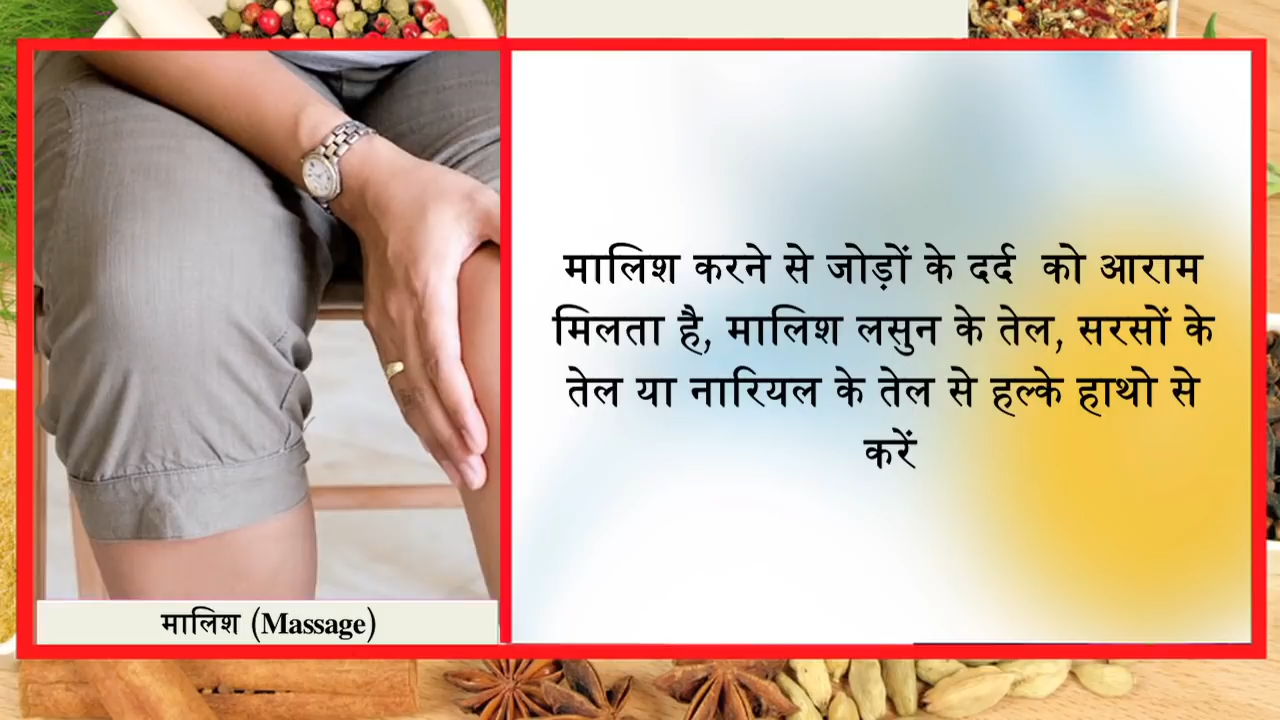 मालिश करने से जोड़ों के दर्द  को आराम
मिलता है, मालिश लसुन के तेल, सरसों के
तेल या नारियल के तेल से हल्के हाथो से
करें
मालिश (Massage)